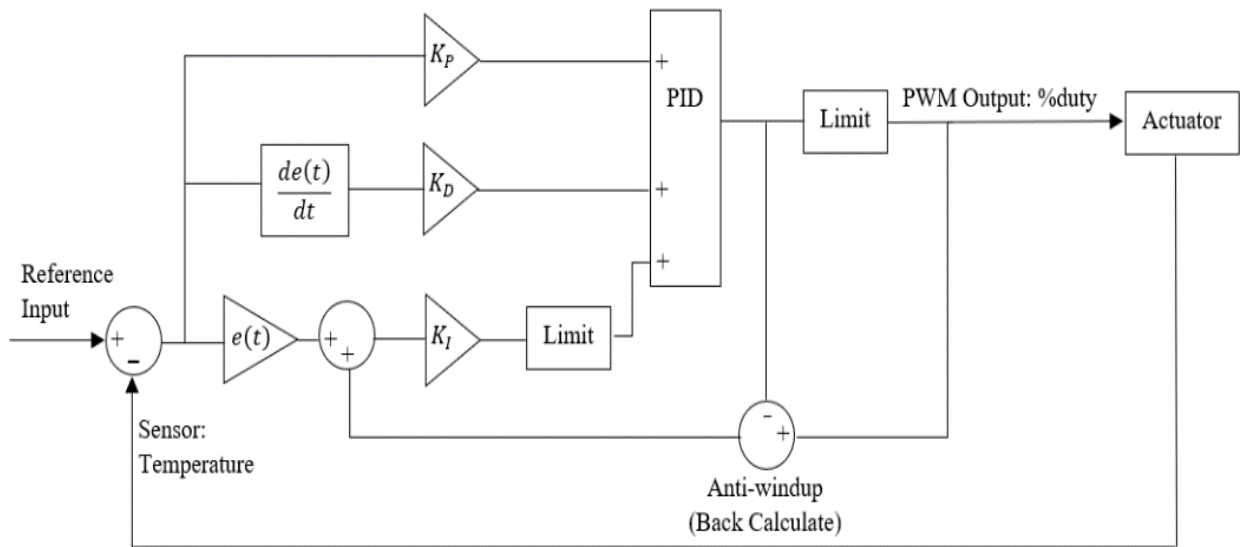 K_P
+
PID
PWM Output: %duty
Limit
Actuator
de(t)
dt
K_D
+
Reference
Input
+
-
e(t)
+
+
K_I
Limit
+
Sensor:
Temperature
-
+
Anti-windup
(Back Calculate)